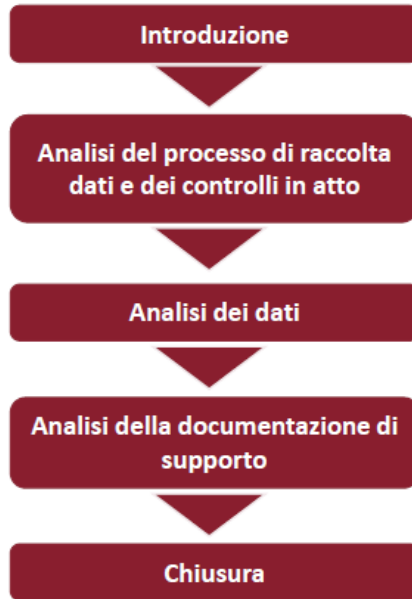 Introduzione
Analisi del processo di raccolta
dati e dei controlli in atto
Analisi dei dati
Analisi della documentazione di
supporto
Chiusura